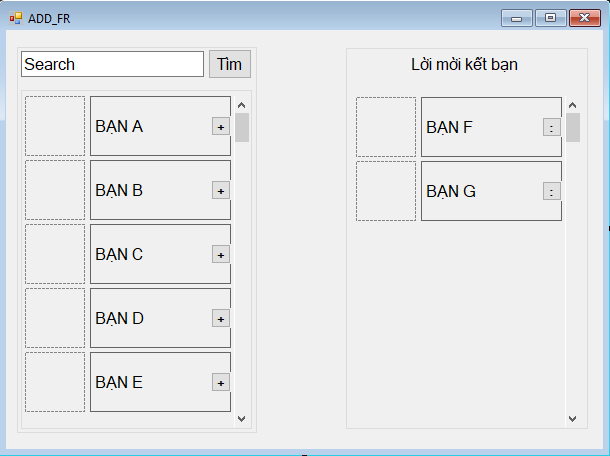 ADD_FR
Search
Tìm
BẠN A
+
BẠN B
+
BẠN C
+
BẠN D
+
BẠN E
+
Lời mời kết bạn
BẠN F
:
BẠN G
: